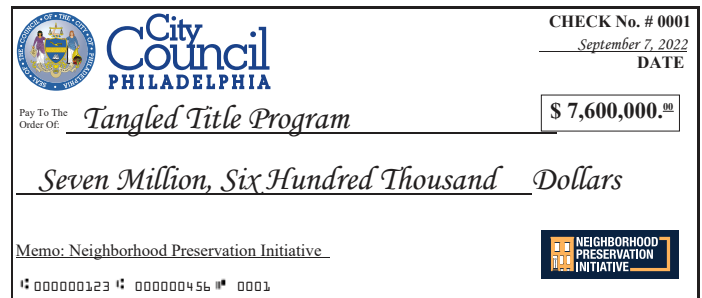 CHECK No. # 0001
City
Council
PHILADELPHIA
September 7, 2022
DATE
Pay To The
Order Of:
Tangled Title Program
$ 7,600,000.00
Seven Million, Six Hundred Thousand Dollars
Memo: Neighborhood Preservation Initiative
NEIGHBORHOOD
PRESERVATION
INITIATIVE
⑆000000123⑆ 000000456⑈ 0001